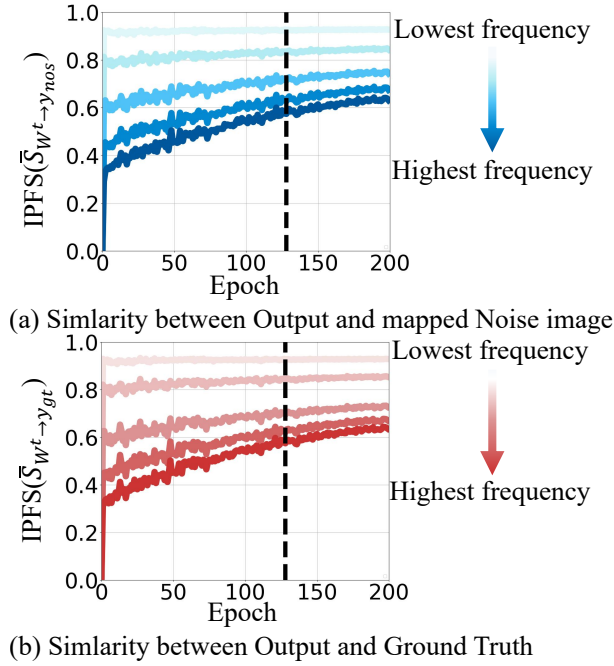 1.0
0.8
0.6
0.4
0.2
0.0
0
50
100
150
200
IPFS(S̄_{W^t→y_{nos}})
Epoch
Lowest frequency
Highest frequency
(a) Simlarity between Output and mapped Noise image
1.0
0.8
0.6
0.4
0.2
0.0
0
50
100
150
200
IPFS(S̄_{W^t→y_{gt}})
Epoch
Lowest frequency
Highest frequency
(b) Simlarity between Output and Ground Truth